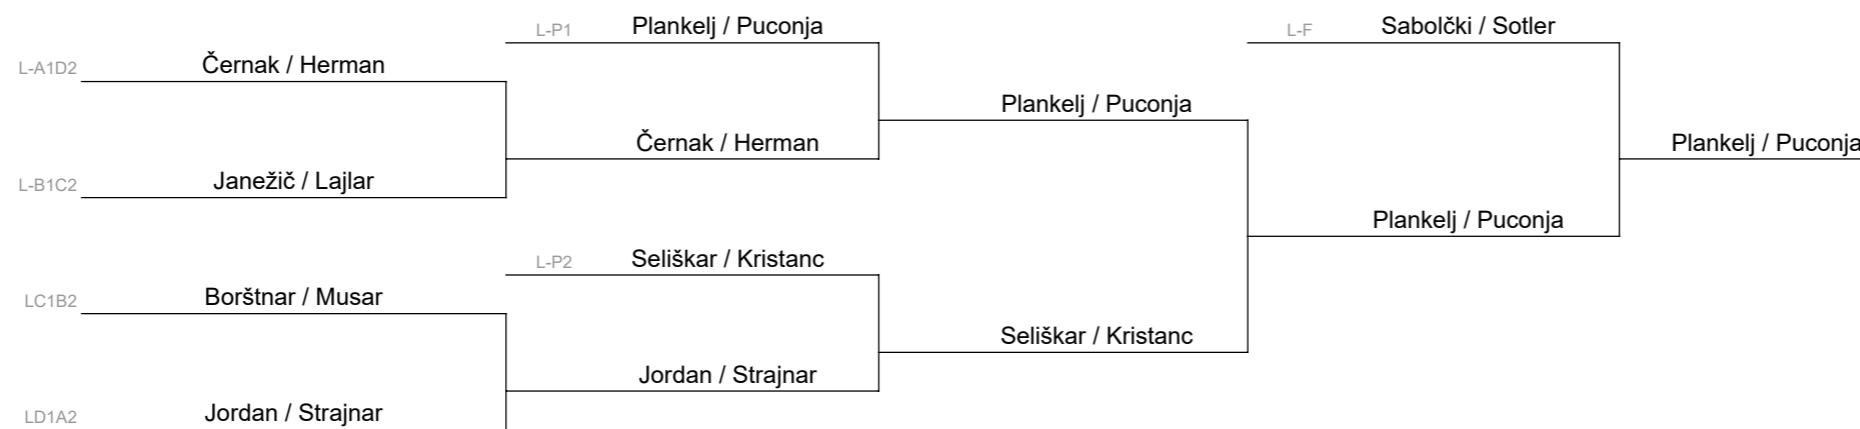 L-P1 Plankelj / Puconja
L-F Sabolčki / Sotler
L-A1D2 Černak / Herman
Plankelj / Puconja
Černak / Herman
Plankelj / Puconja
L-B1C2 Janežič / Lajlar
Plankelj / Puconja
L-P2 Seliškar / Kristanc
LC1B2 Borštnar / Musar
Seliškar / Kristanc
Jordan / Strajnar
LD1A2 Jordan / Strajnar